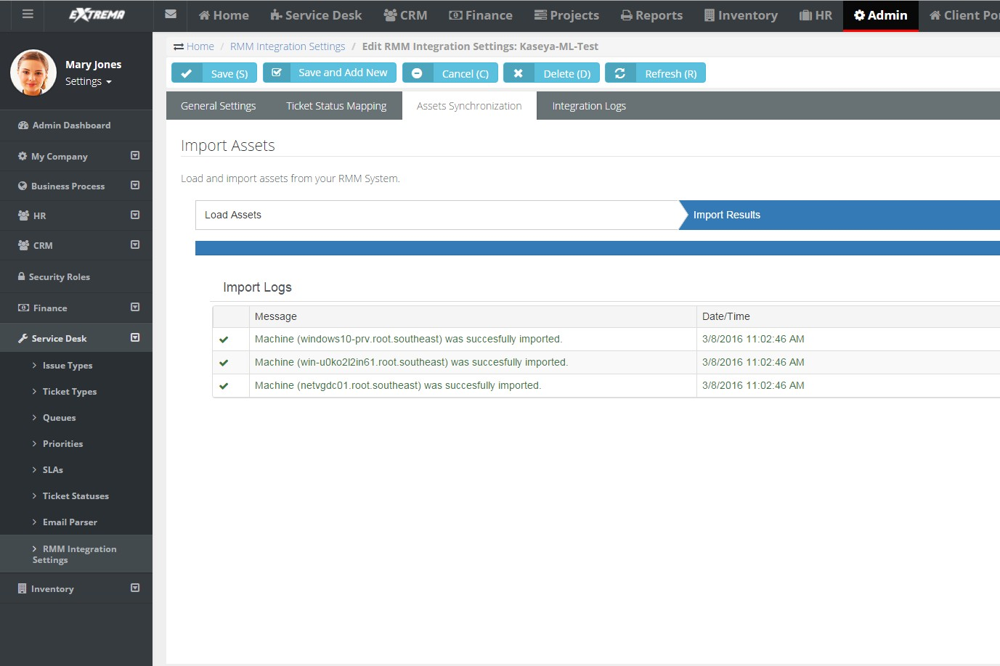 EXTREMA
Home
Service Desk
CRM
Finance
Projects
Reports
Inventory
HR
Admin
Client Po
Mary Jones
Settings
Admin Dashboard
My Company
Business Process
HR
CRM
Security Roles
Finance
Service Desk
Issue Types
Ticket Types
Queues
Priorities
SLAs
Ticket Statuses
Email Parser
RMM Integration
Settings
Inventory
Home / RMM Integration Settings / Edit RMM Integration Settings: Kaseya-ML-Test
Save (S)
Save and Add New
Cancel (C)
Delete (D)
Refresh (R)
General Settings
Ticket Status Mapping
Assets Synchronization
Integration Logs
Import Assets
Load and import assets from your RMM System.
Load Assets
Import Results
Import Logs
Message Date/Time
Machine (windows10-prv.root.southeast) was succesfully imported. 3/8/2016 11:02:46 AM
Machine (win-u0ko2l2in61.root.southeast) was succesfully imported. 3/8/2016 11:02:46 AM
Machine (netvgdc01.root.southeast) was succesfully imported. 3/8/2016 11:02:46 AM